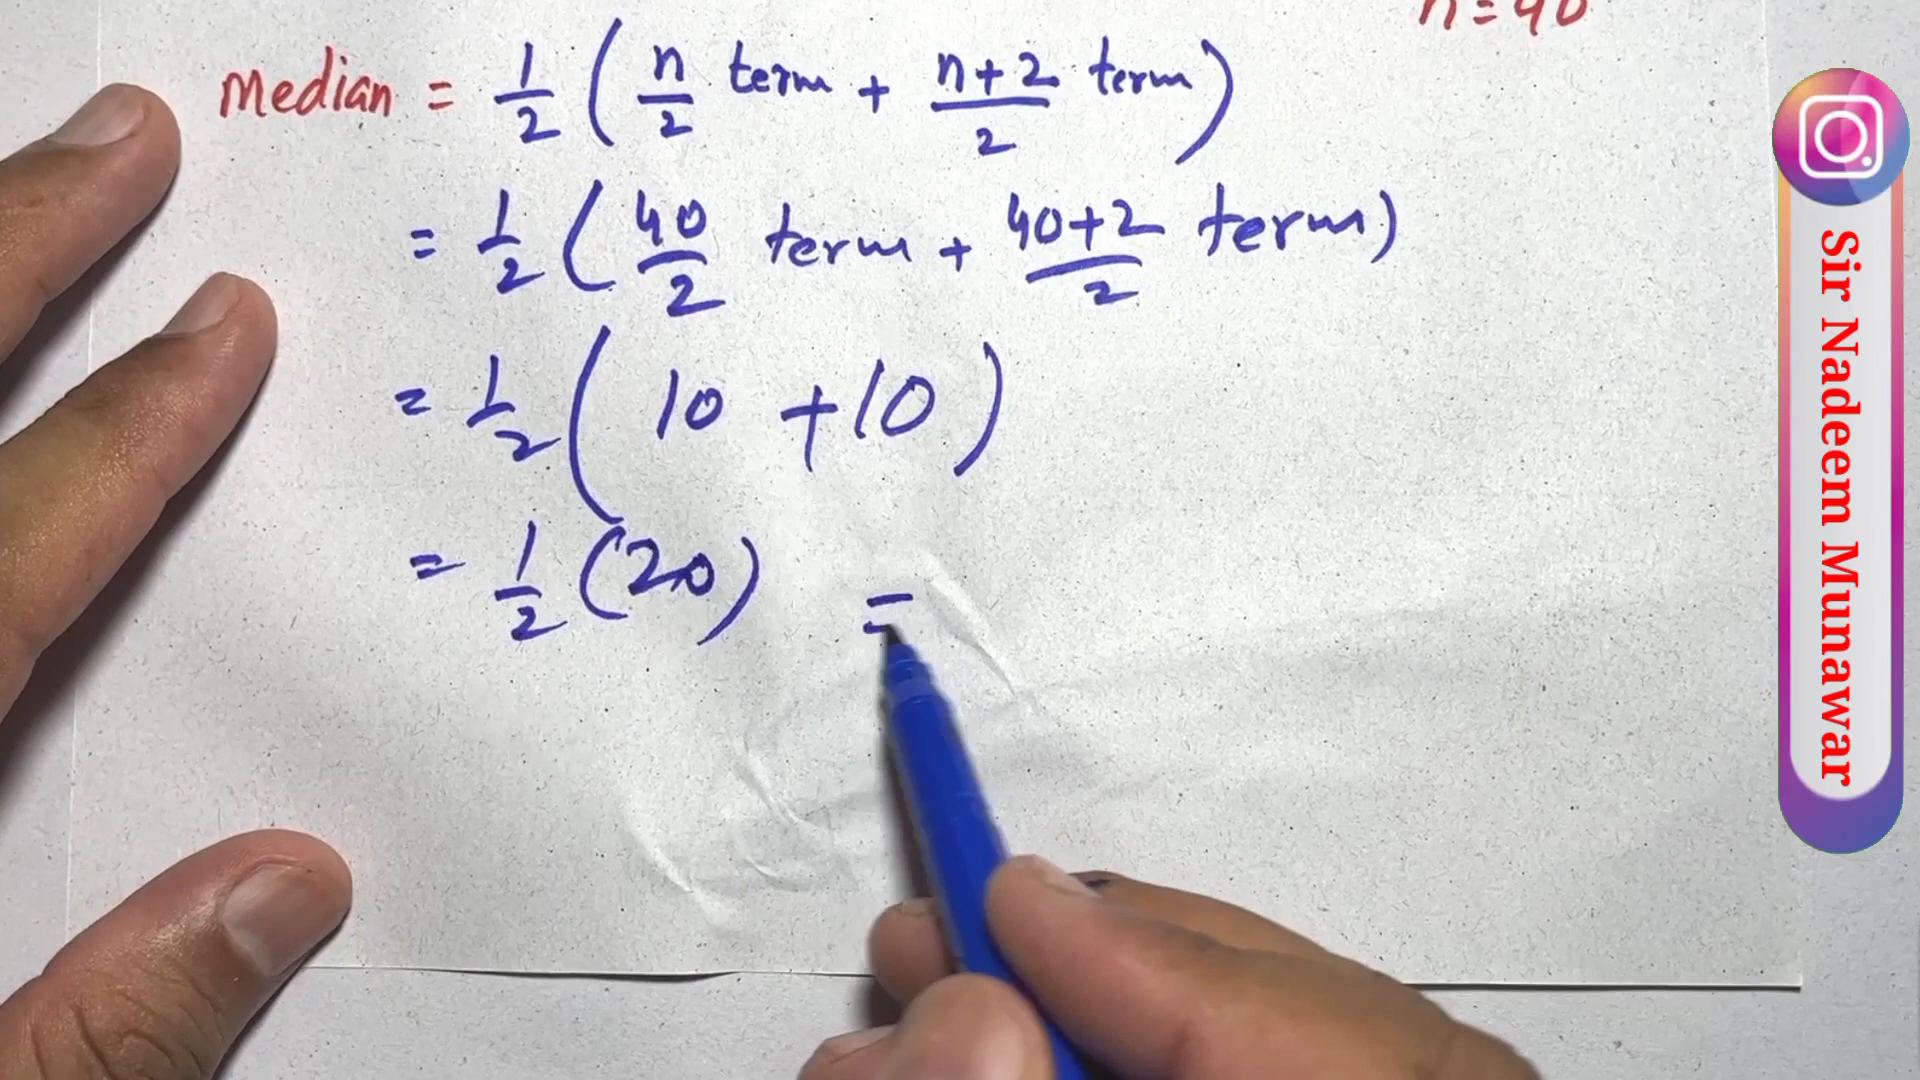 n = 40
Median = 1/2 ( n/2 term + n+2/2 term )
= 1/2 ( 40/2 term + 40+2/2 term )
= 1/2 ( 10 + 10 )
= 1/2 (20) =
Sir Nadeem Munawar